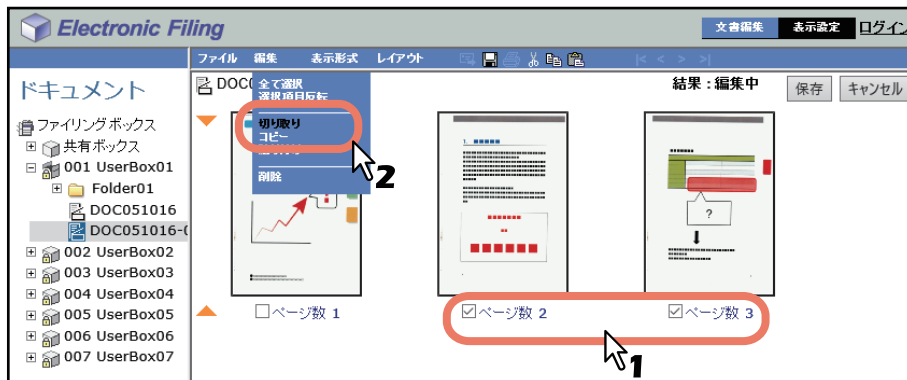 Electronic Filing
文書編集 表示設定 ログイン
ファイル 編集 表示形式 レイアウト
|< < > >|
ドキュメント
DOC
結果 : 編集中
保存 キャンセル
全て選択
選択項目反転
切り取り
コピー
削除
2
ファイリングボックス
共有ボックス
001 UserBox01
Folder01
DOC051016
DOC051016-0
002 UserBox02
003 UserBox03
004 UserBox04
005 UserBox05
006 UserBox06
007 UserBox07
1.
?
ページ数 1
ページ数 2
ページ数 3
1